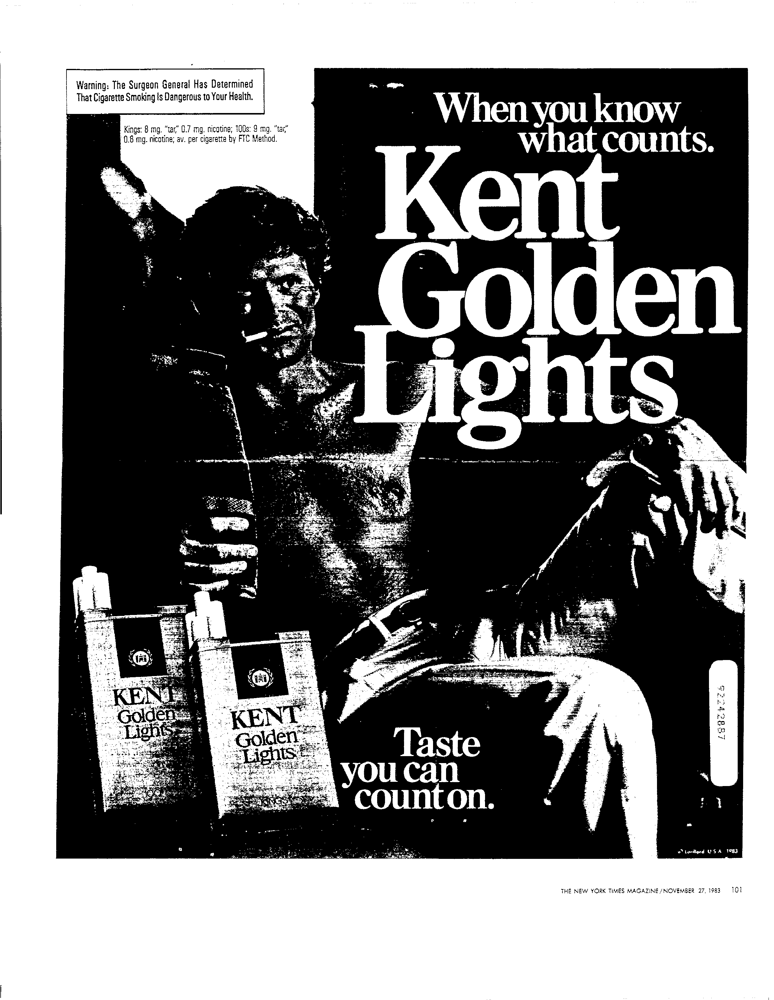 Warning: The Surgeon General Has Determined
That Cigarette Smoking Is Dangerous to Your Health.
Kings: 8 mg. "tar," 0.7 mg. nicotine; 100s: 9 mg. "tar,"
0.8 mg. nicotine; av. per cigarette by FTC Method.
When you know
what counts.
Kent
Golden
Lights
KENT
Golden
Lights
KENT
Golden
Lights
Taste
you can
count on.
92242887
© Lorillard U.S.A. 1983
THE NEW YORK TIMES MAGAZINE / NOVEMBER 27, 1983 101